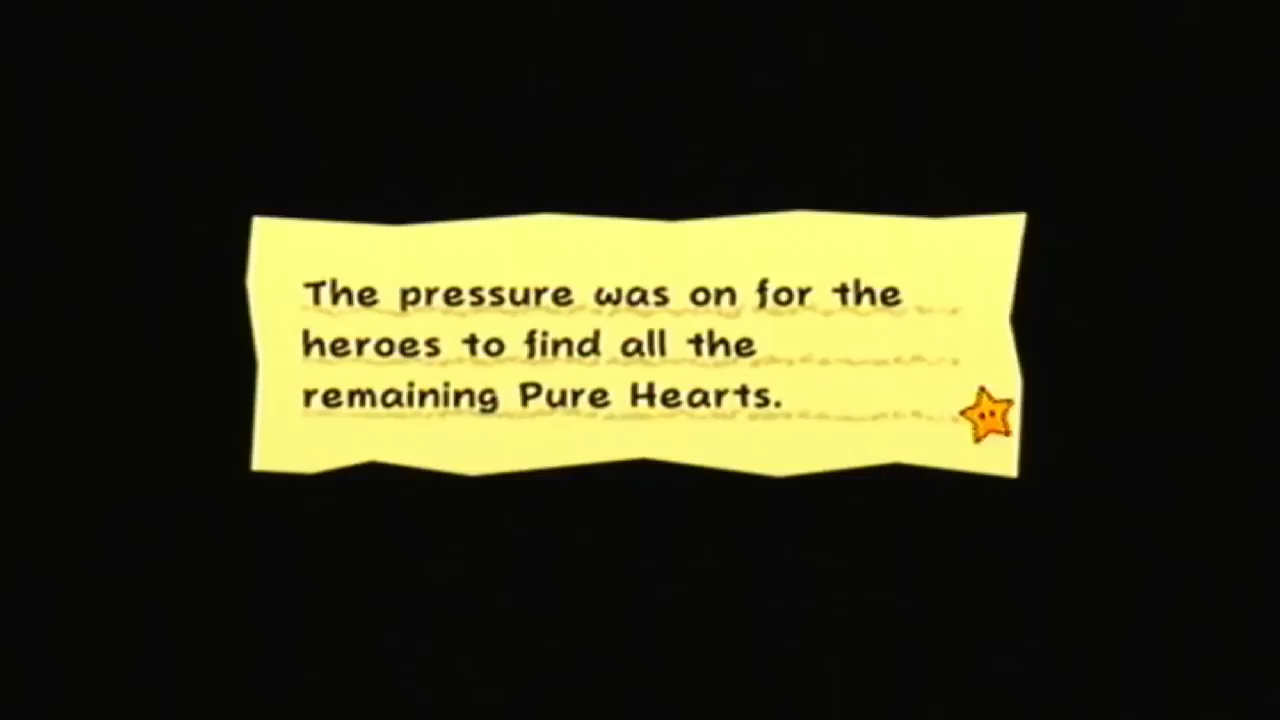 The pressure was on for the
heroes to find all the
remaining Pure Hearts.